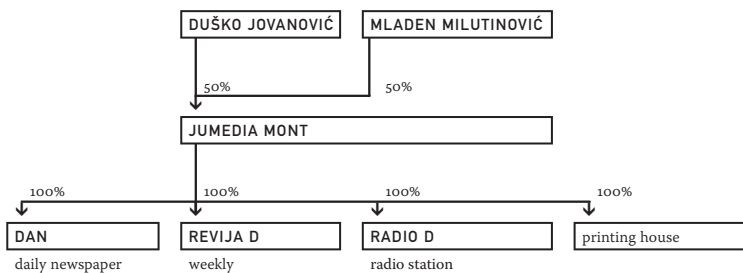 DUŠKO JOVANOVIĆ
MLADEN MILUTINOVIĆ
50%
50%
JUMEDIA MONT
100%
100%
100%
100%
DAN
REVIJA D
RADIO D
printing house
daily newspaper
weekly
radio station